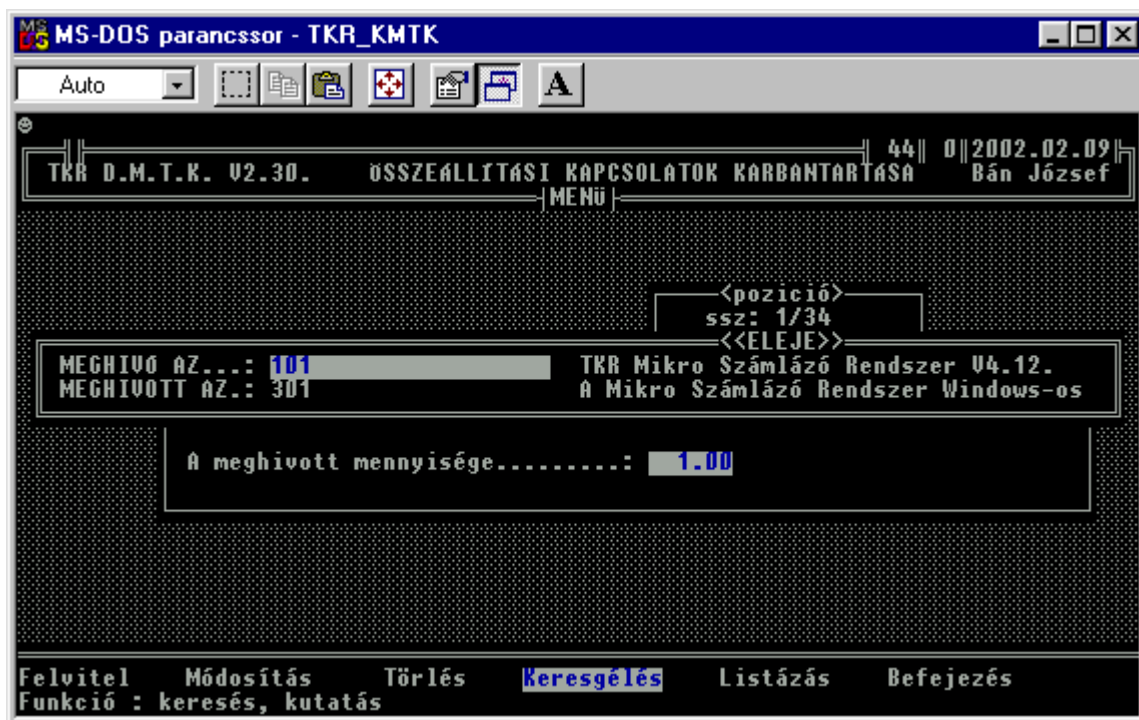 MS-DOS parancssor - TKR_KMTK
Auto
A
44 0 2002.02.09
TKR D.M.T.K. V2.30. ÖSSZEÁLLÍTÁSI KAPCSOLATOK KARBANTARTÁSA Bán József
MENÜ
<pozició>
ssz: 1/34
<<ELEJE>>
MEGHIVÓ AZ...: 101 TKR Mikro Számlázó Rendszer V4.12.
MEGHIVOTT AZ.: 301 A Mikro Számlázó Rendszer Windows-os
A meghivott mennyisége.........: 1.00
Felvitel Módosítás Törlés Keresgélés Listázás Befejezés
Funkció : keresés, kutatás